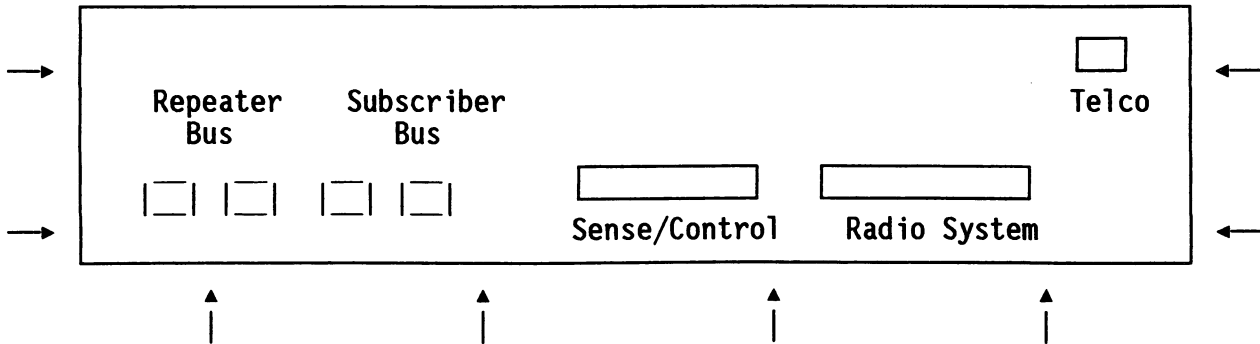 Telco
Repeater Bus
Subscriber Bus
Sense/Control
Radio System